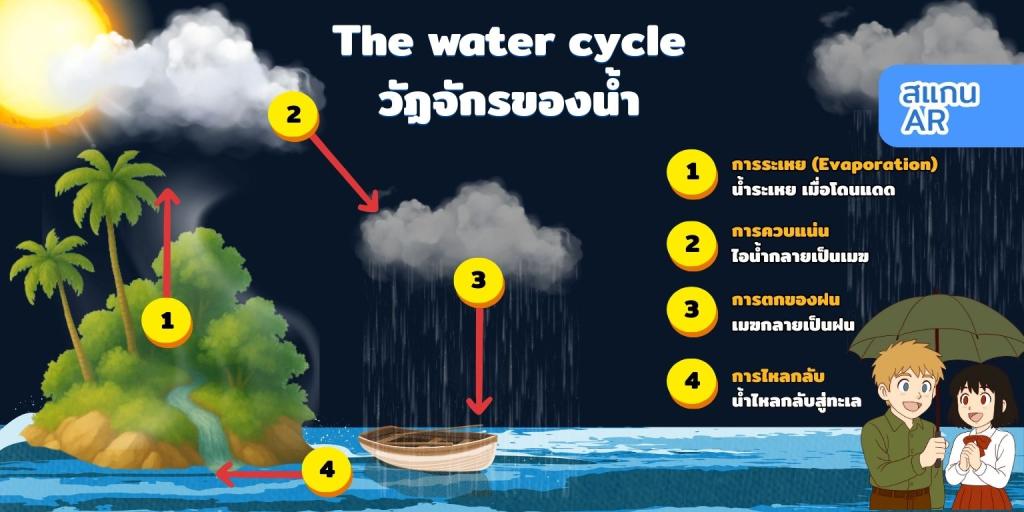 The water cycle
วัฏจักรของน้ำ
สแกน
AR
2
1
3
4
1
การระเหย (Evaporation)
น้ำระเหย เมื่อโดนแดด
2
การควบแน่น
ไอน้ำกลายเป็นเมฆ
3
การตกของฝน
เมฆกลายเป็นฝน
4
การไหลกลับ
น้ำไหลกลับสู่ทะเล